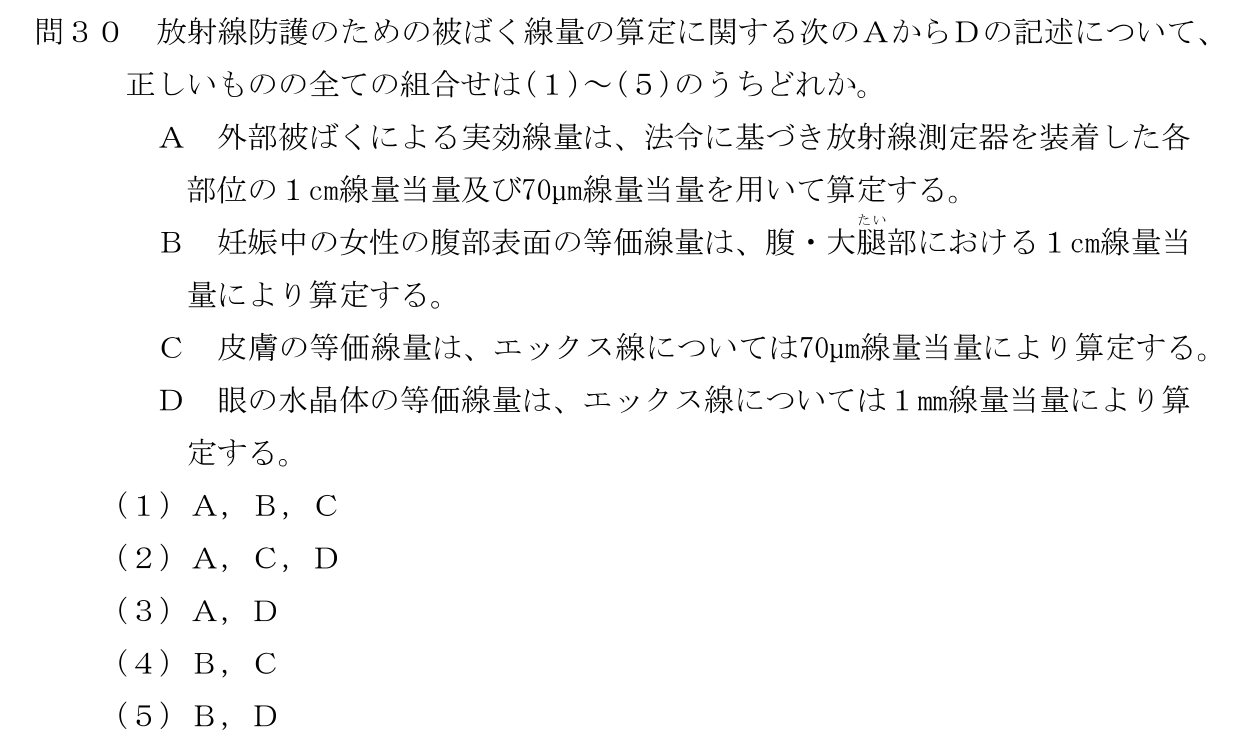 問３０　放射線防護のための被ばく線量の算定に関する次のＡからＤの記述について、
正しいものの全ての組合せは(１)～(５)のうちどれか。
Ａ　外部被ばくによる実効線量は、法令に基づき放射線測定器を装着した各
部位の１cm線量当量及び70μm線量当量を用いて算定する。
たい
Ｂ　妊娠中の女性の腹部表面の等価線量は、腹・大腿部における１cm線量当
量により算定する。
Ｃ　皮膚の等価線量は、エックス線については70μm線量当量により算定する。
Ｄ　眼の水晶体の等価線量は、エックス線については１mm線量当量により算
定する。
(１) Ａ，Ｂ，Ｃ
(２) Ａ，Ｃ，Ｄ
(３) Ａ，Ｄ
(４) Ｂ，Ｃ
(５) Ｂ，Ｄ